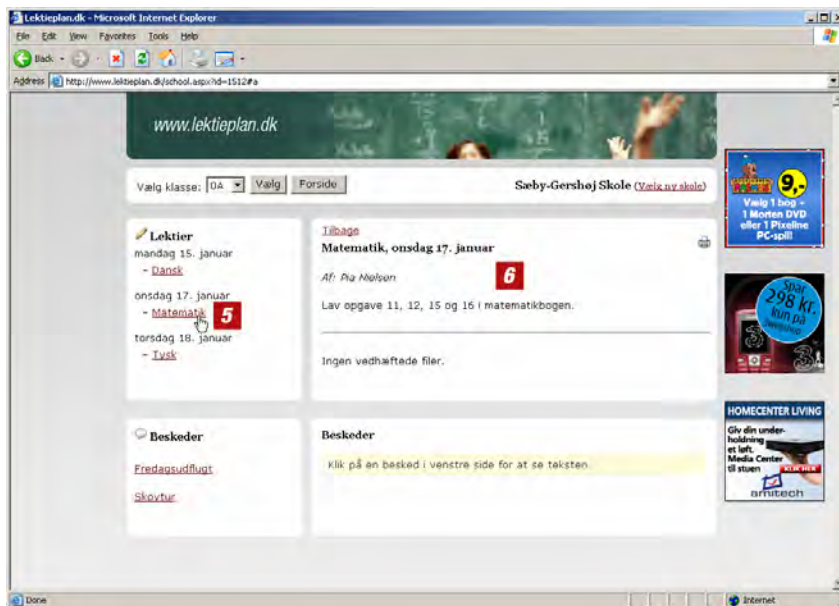 Lektieplan.dk - Microsoft Internet Explorer
File Edit View Favorites Tools Help
Back
Address http://www.lektieplan.dk/school.aspx?id=1512#a
www.lektieplan.dk
Vælg klasse: 0A Vælg Forside
Sæby-Gershøj Skole (Vælg ny skole)
Lektier
mandag 15. januar
- Dansk
onsdag 17. januar
- Matematik 5
torsdag 18. januar
- Tysk
Tilbage
Matematik, onsdag 17. januar
Af: Pia Nielsen
6
Lav opgave 11, 12, 15 og 16 i matematikbogen.
Ingen vedhæftede filer.
Beskeder
Fredagsudflugt
Skovtur
Beskeder
Klik på en besked i venstre side for at se teksten
9,-
Vælg 1 bog -
1 Morten DVD
eller 1 Pixeline
PC-spil!
Spar
298 kr.
kun på
3
HOMECENTER LIVING
Giv din under-
holdning
et løft.
Media Center
til stuen
KLIK HER
amitech
Done
Internet